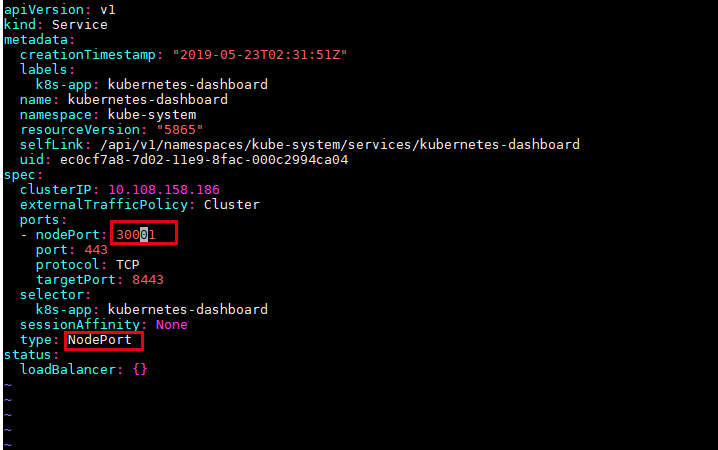 apiVersion: v1
kind: Service
metadata:
  creationTimestamp: "2019-05-23T02:31:51Z"
  labels:
    k8s-app: kubernetes-dashboard
  name: kubernetes-dashboard
  namespace: kube-system
  resourceVersion: "5865"
  selfLink: /api/v1/namespaces/kube-system/services/kubernetes-dashboard
  uid: ec0cf7a8-7d02-11e9-8fac-000c2994ca04
spec:
  clusterIP: 10.108.158.186
  externalTrafficPolicy: Cluster
  ports:
  - nodePort: 30001
    port: 443
    protocol: TCP
    targetPort: 8443
  selector:
    k8s-app: kubernetes-dashboard
  sessionAffinity: None
  type: NodePort
status:
  loadBalancer: {}
~
~
~
~
~